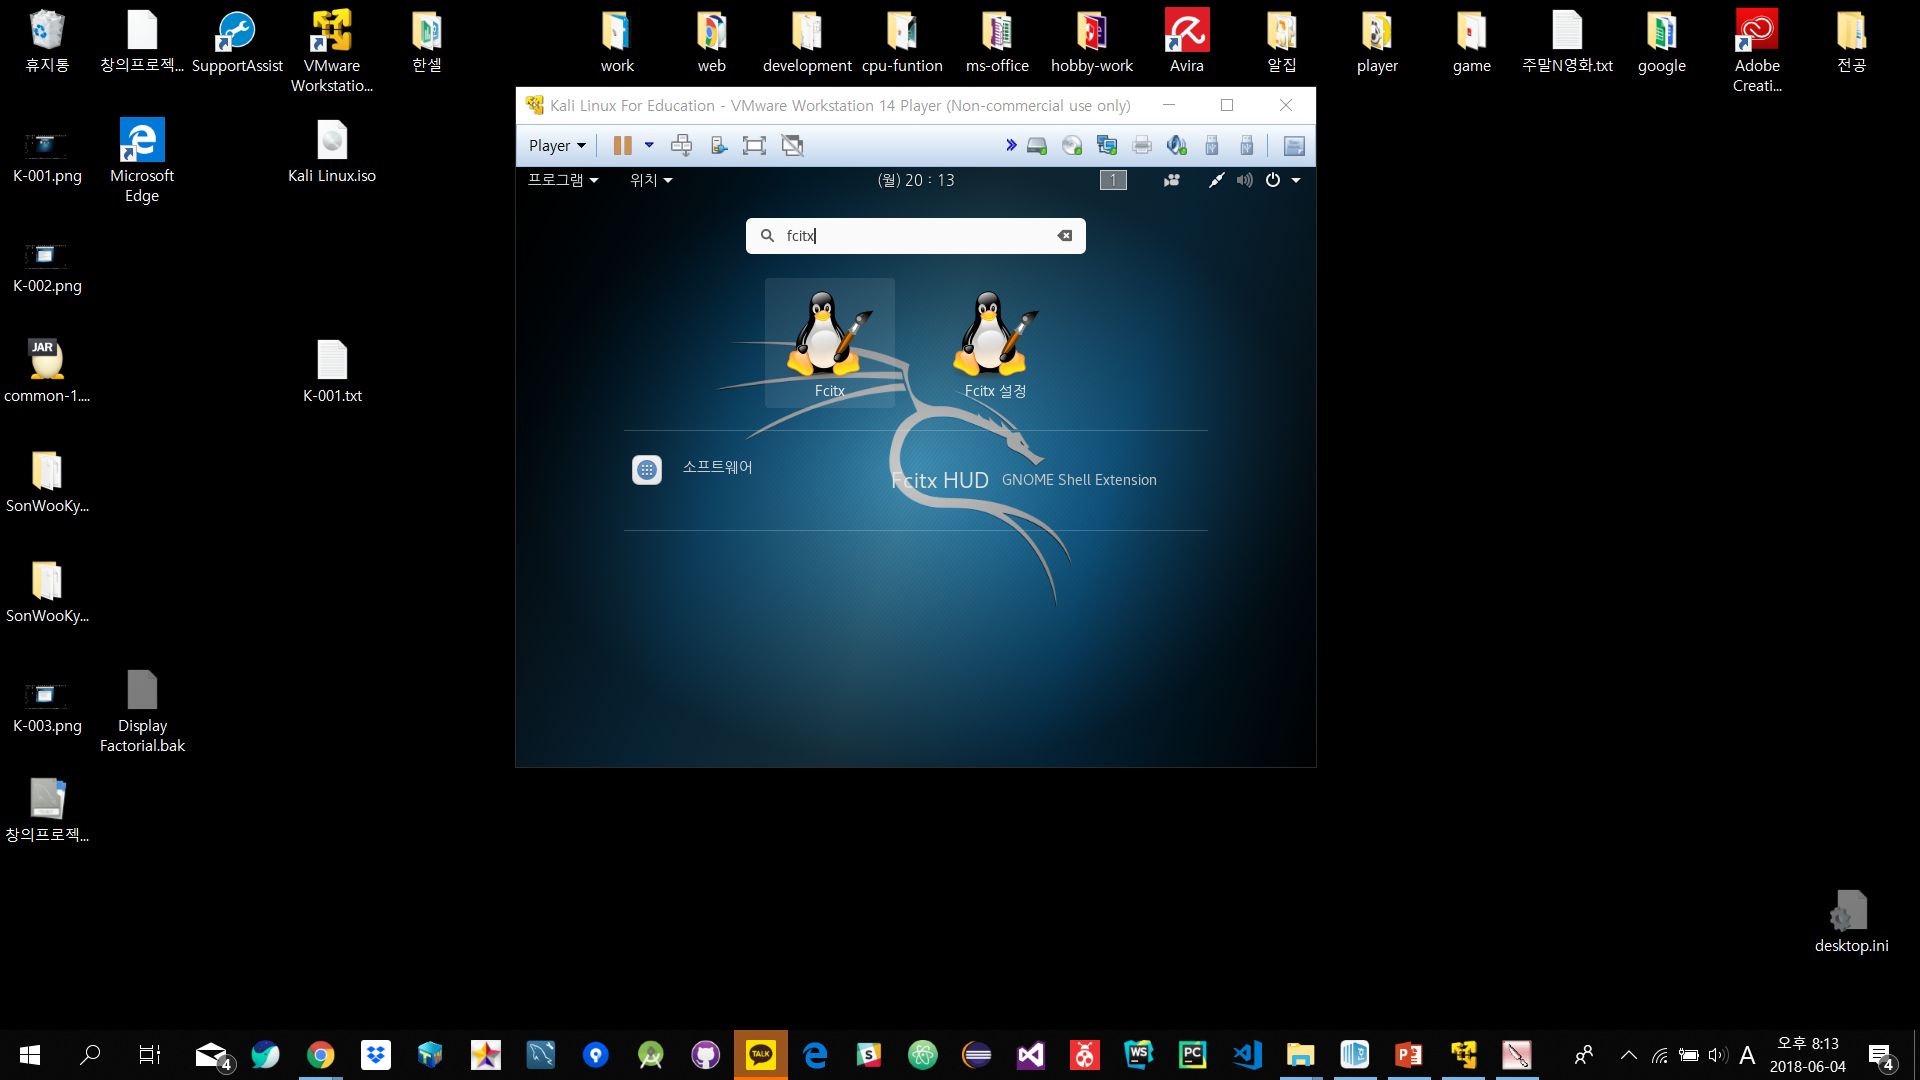 휴지통
창의프로젝...
SupportAssist
VMware
Workstatio...
한셀
work
web
development
cpu-funtion
ms-office
hobby-work
Avira
알집
player
game
주말N영화.txt
google
Adobe
Creati...
전공
K-001.png
Microsoft
Edge
Kali Linux.iso
K-002.png
JAR
common-1....
K-001.txt
SonWooKy...
SonWooKy...
K-003.png
Display
Factorial.bak
창의프로젝...
desktop.ini
Kali Linux For Education - VMware Workstation 14 Player (Non-commercial use only)
Player
프로그램
위치
(월) 20 : 13
1
fcitx
Fcitx
Fcitx 설정
소프트웨어
Fcitx HUD GNOME Shell Extension
4
TALK
S
WS
PC
A
오후 8:13
2018-06-04
4